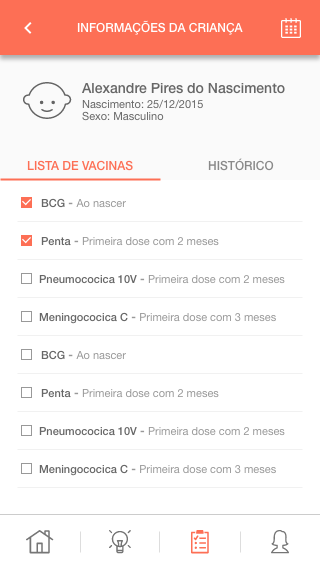 INFORMAÇÕES DA CRIANÇA
Alexandre Pires do Nascimento
Nascimento: 25/12/2015
Sexo: Masculino
LISTA DE VACINAS
HISTÓRICO
BCG - Ao nascer
Penta - Primeira dose com 2 meses
Pneumococica 10V - Primeira dose com 2 meses
Meningococica C - Primeira dose com 3 meses
BCG - Ao nascer
Penta - Primeira dose com 2 meses
Pneumococica 10V - Primeira dose com 2 meses
Meningococica C - Primeira dose com 3 meses